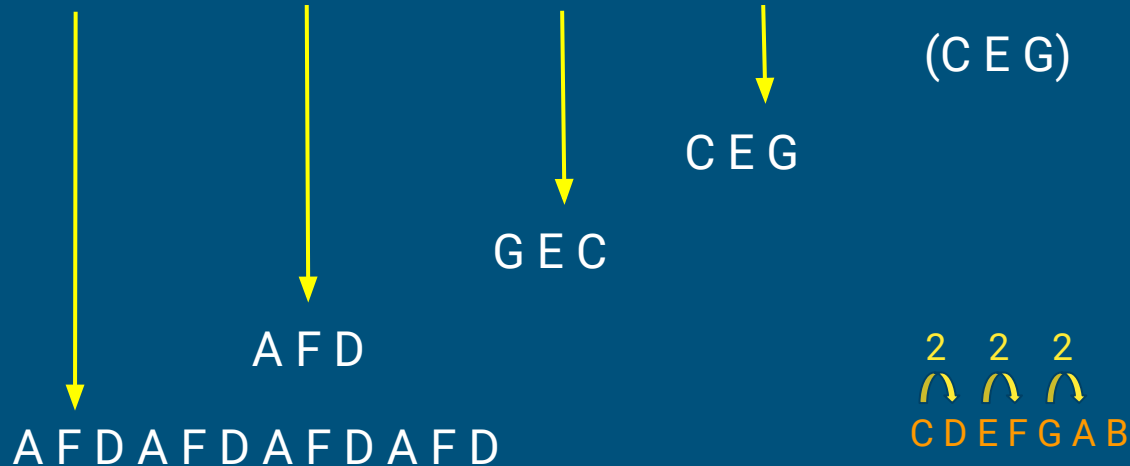 (C E G)
C E G
G E C
A F D
2 2 2
A F D A F D A F D A F D
C D E F G A B